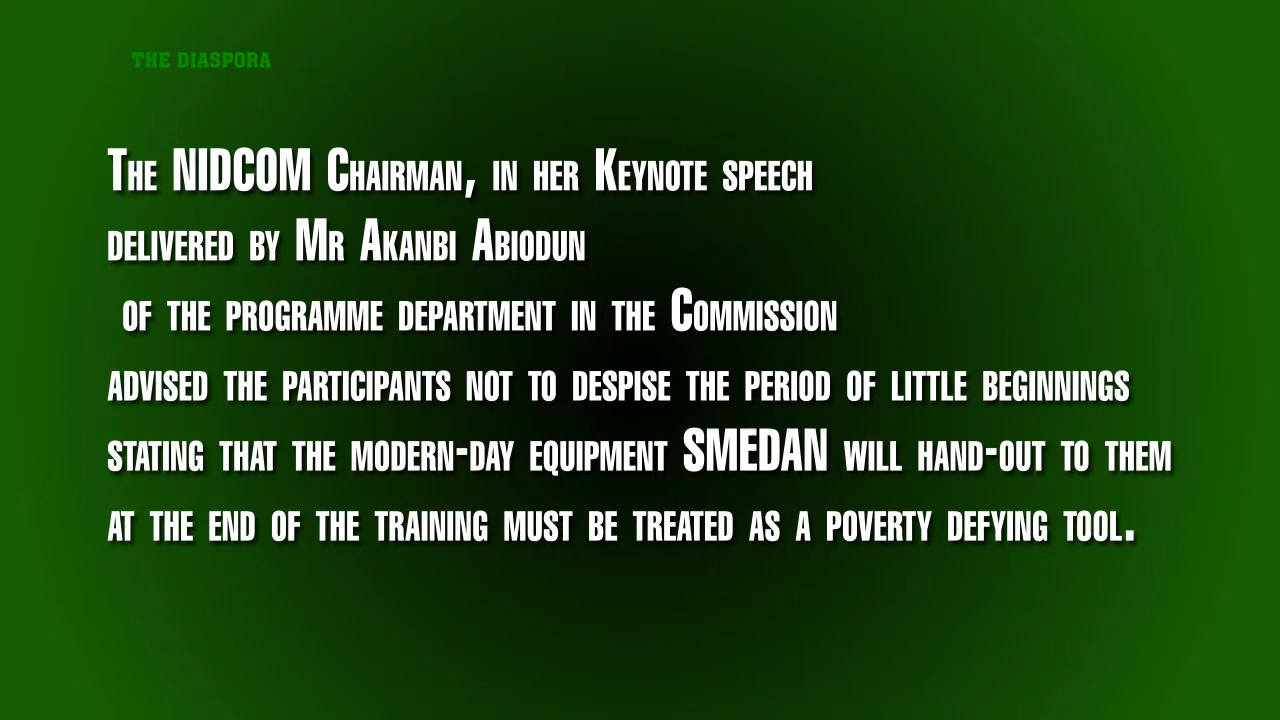 THE DIASPORA
The NIDCOM Chairman, in her Keynote speech
delivered by Mr Akanbi Abiodun
of the programme department in the Commission
advised the participants not to despise the period of little beginnings
stating that the modern-day equipment SMEDAN will hand-out to them
at the end of the training must be treated as a poverty defying tool.